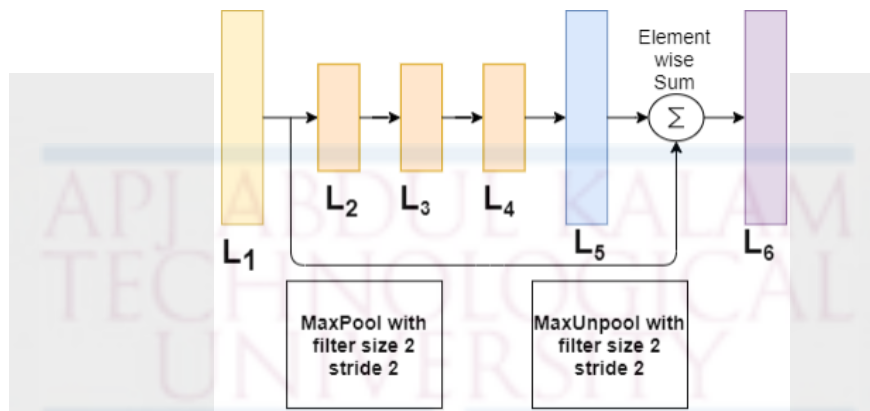 Element
wise
Sum
Σ
L1
L2
L3
L4
L5
L6
MaxPool with
filter size 2
stride 2
MaxUnpool with
filter size 2
stride 2
APJ ABDUL KALAM
TECHNOLOGICAL
UNIVERSITY